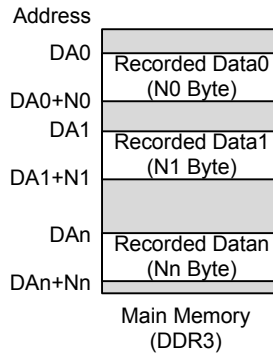 Address
DA0
Recorded Data0
(N0 Byte)
DA0+N0
DA1
Recorded Data1
(N1 Byte)
DA1+N1
DAn
Recorded Datan
(Nn Byte)
DAn+Nn
Main Memory
(DDR3)